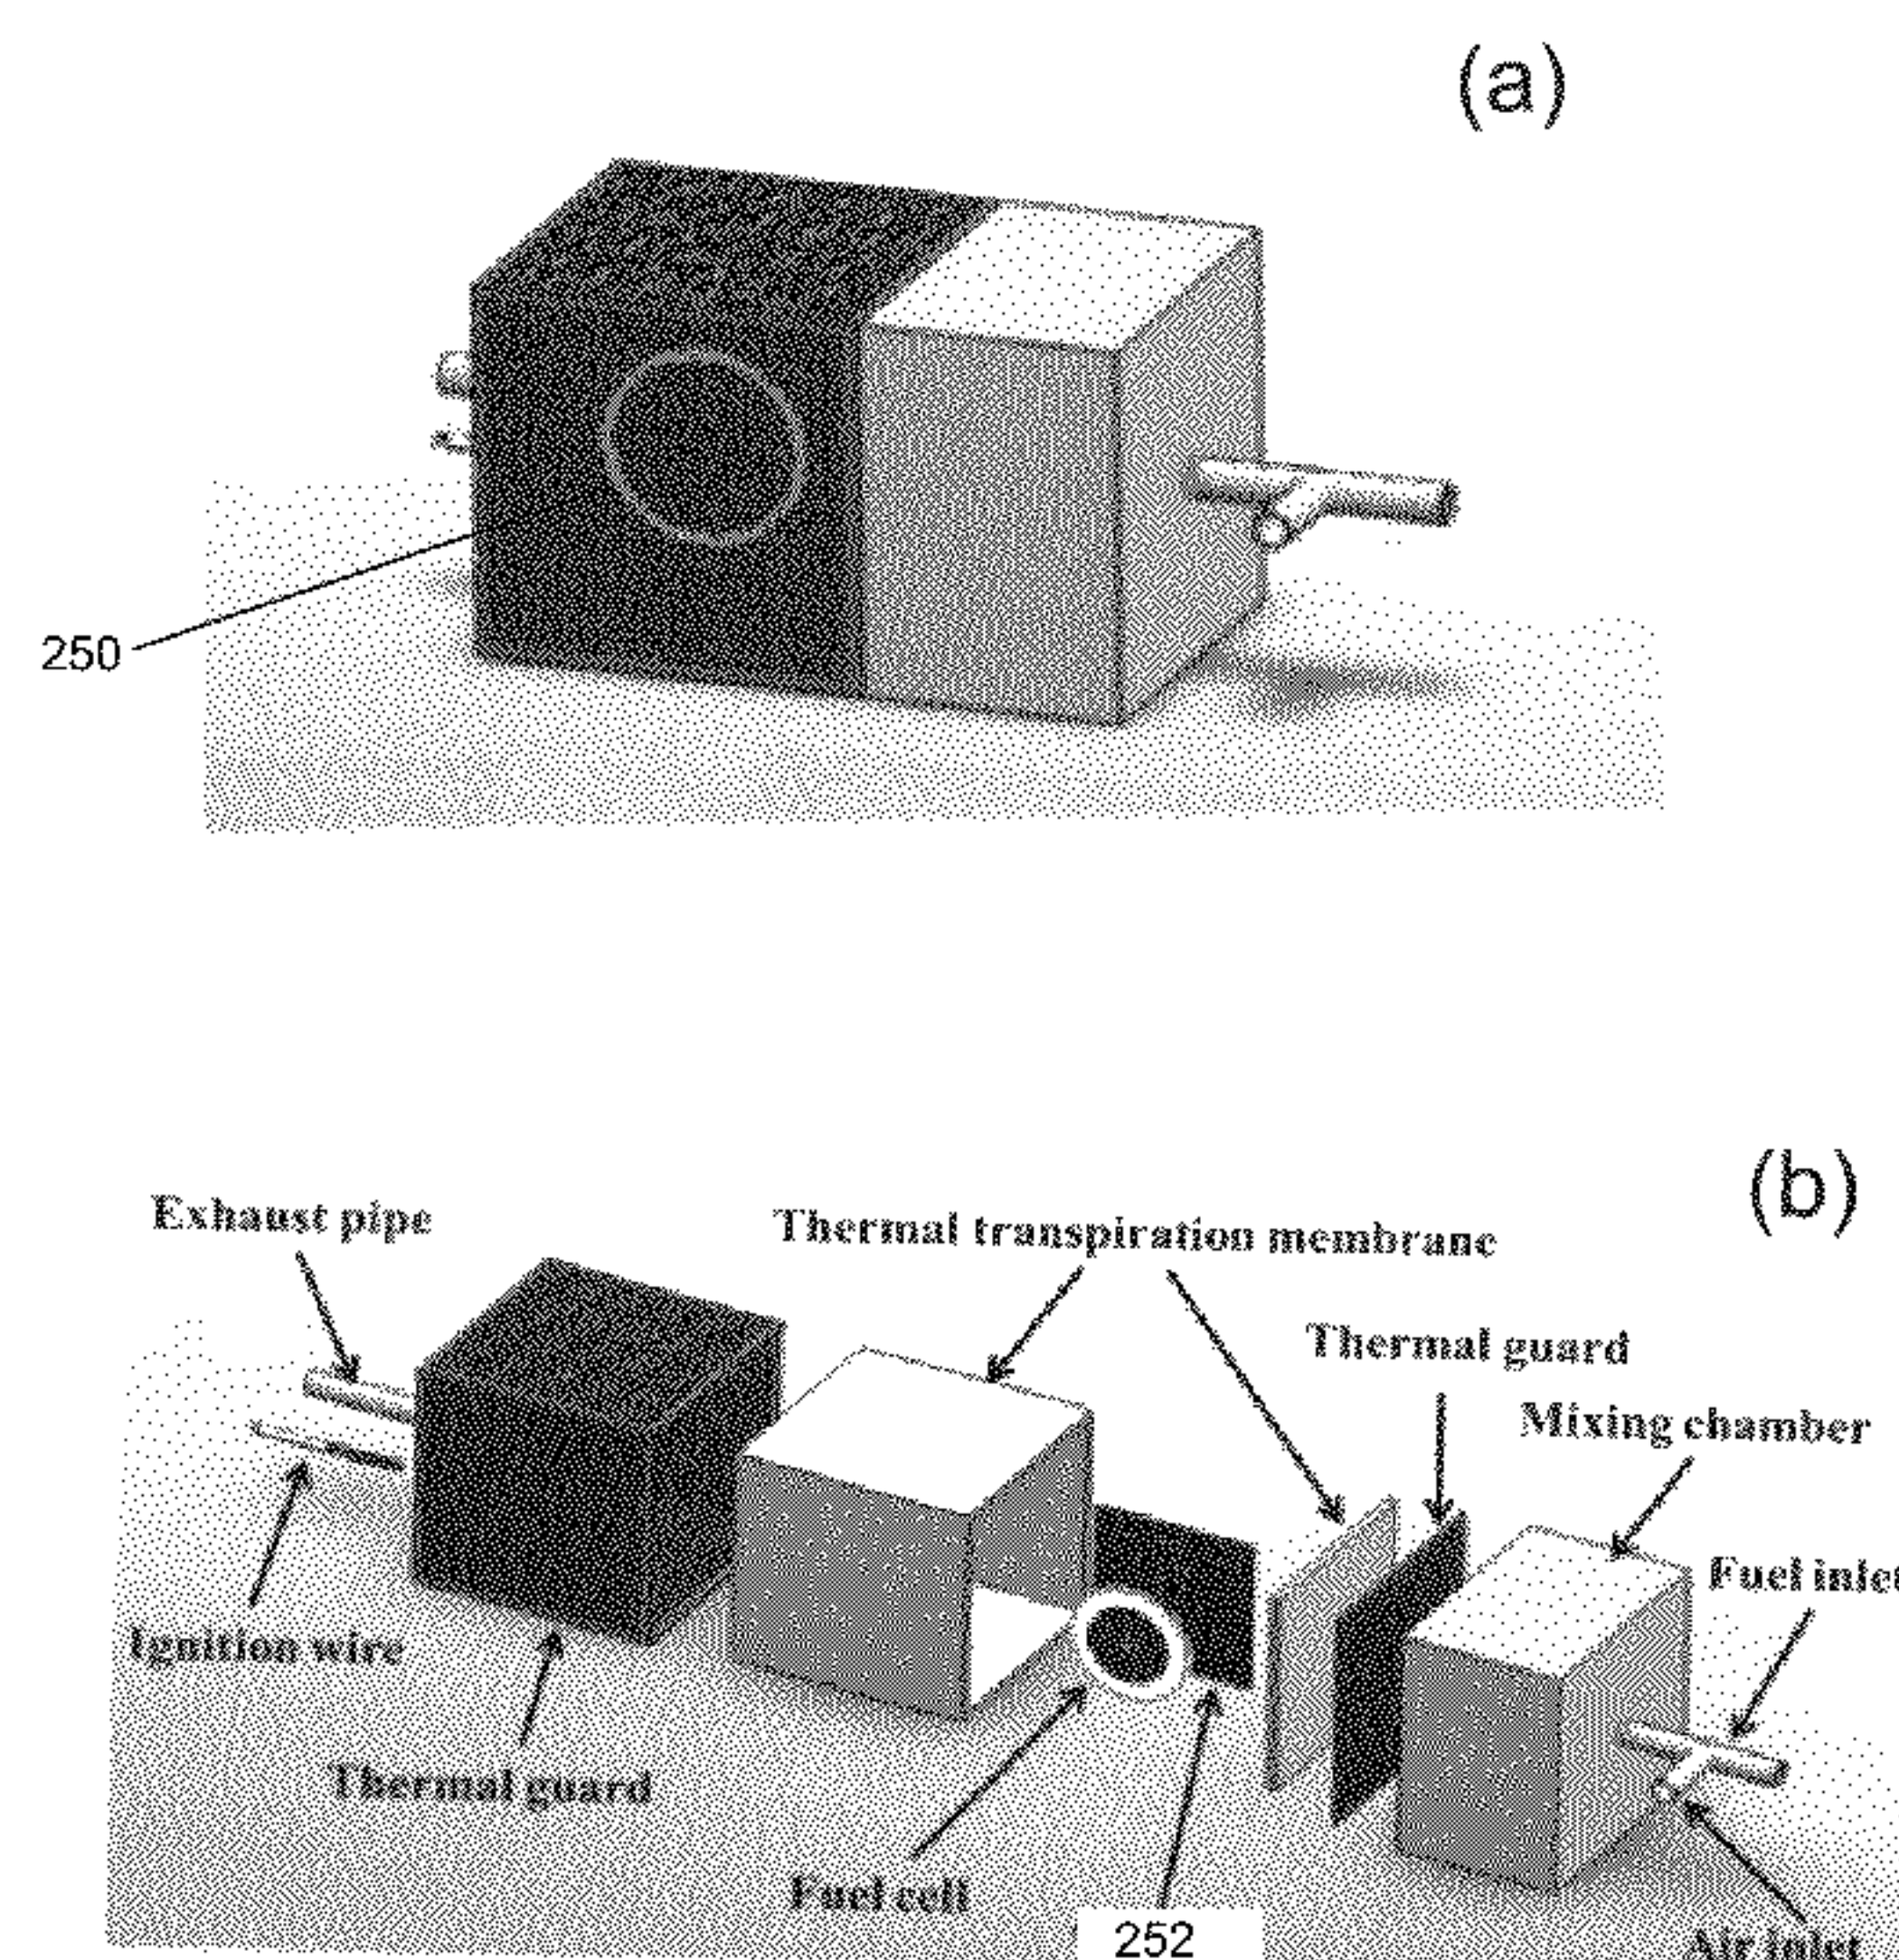 (a)
250
(b)
Exhaust pipe
Thermal transpiration membrane
Thermal guard
Mixing chamber
Fuel inlet
Ignition wire
Thermal guard
Fuel cell
252
Air inlet